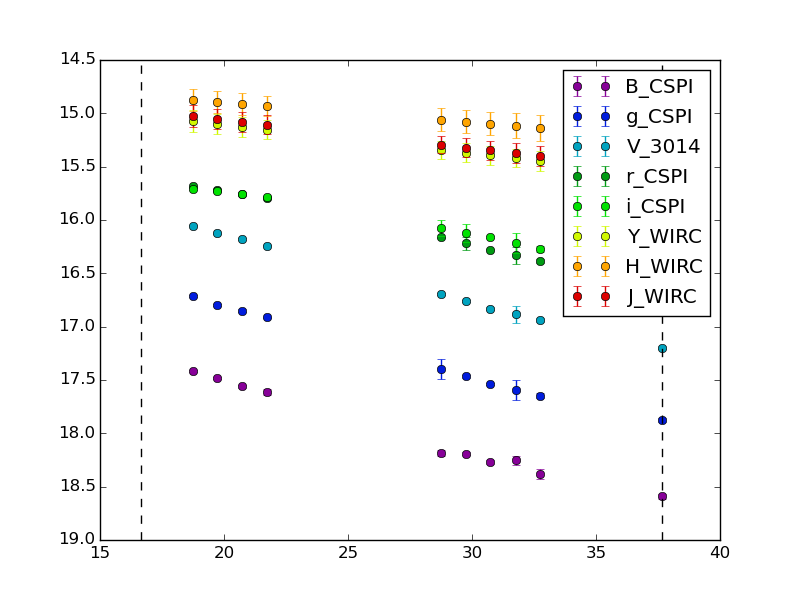 14.5
15.0
15.5
16.0
16.5
17.0
17.5
18.0
18.5
19.0
15
20
25
30
35
40
B_CSPI
g_CSPI
V_3014
r_CSPI
i_CSPI
Y_WIRC
H_WIRC
J_WIRC